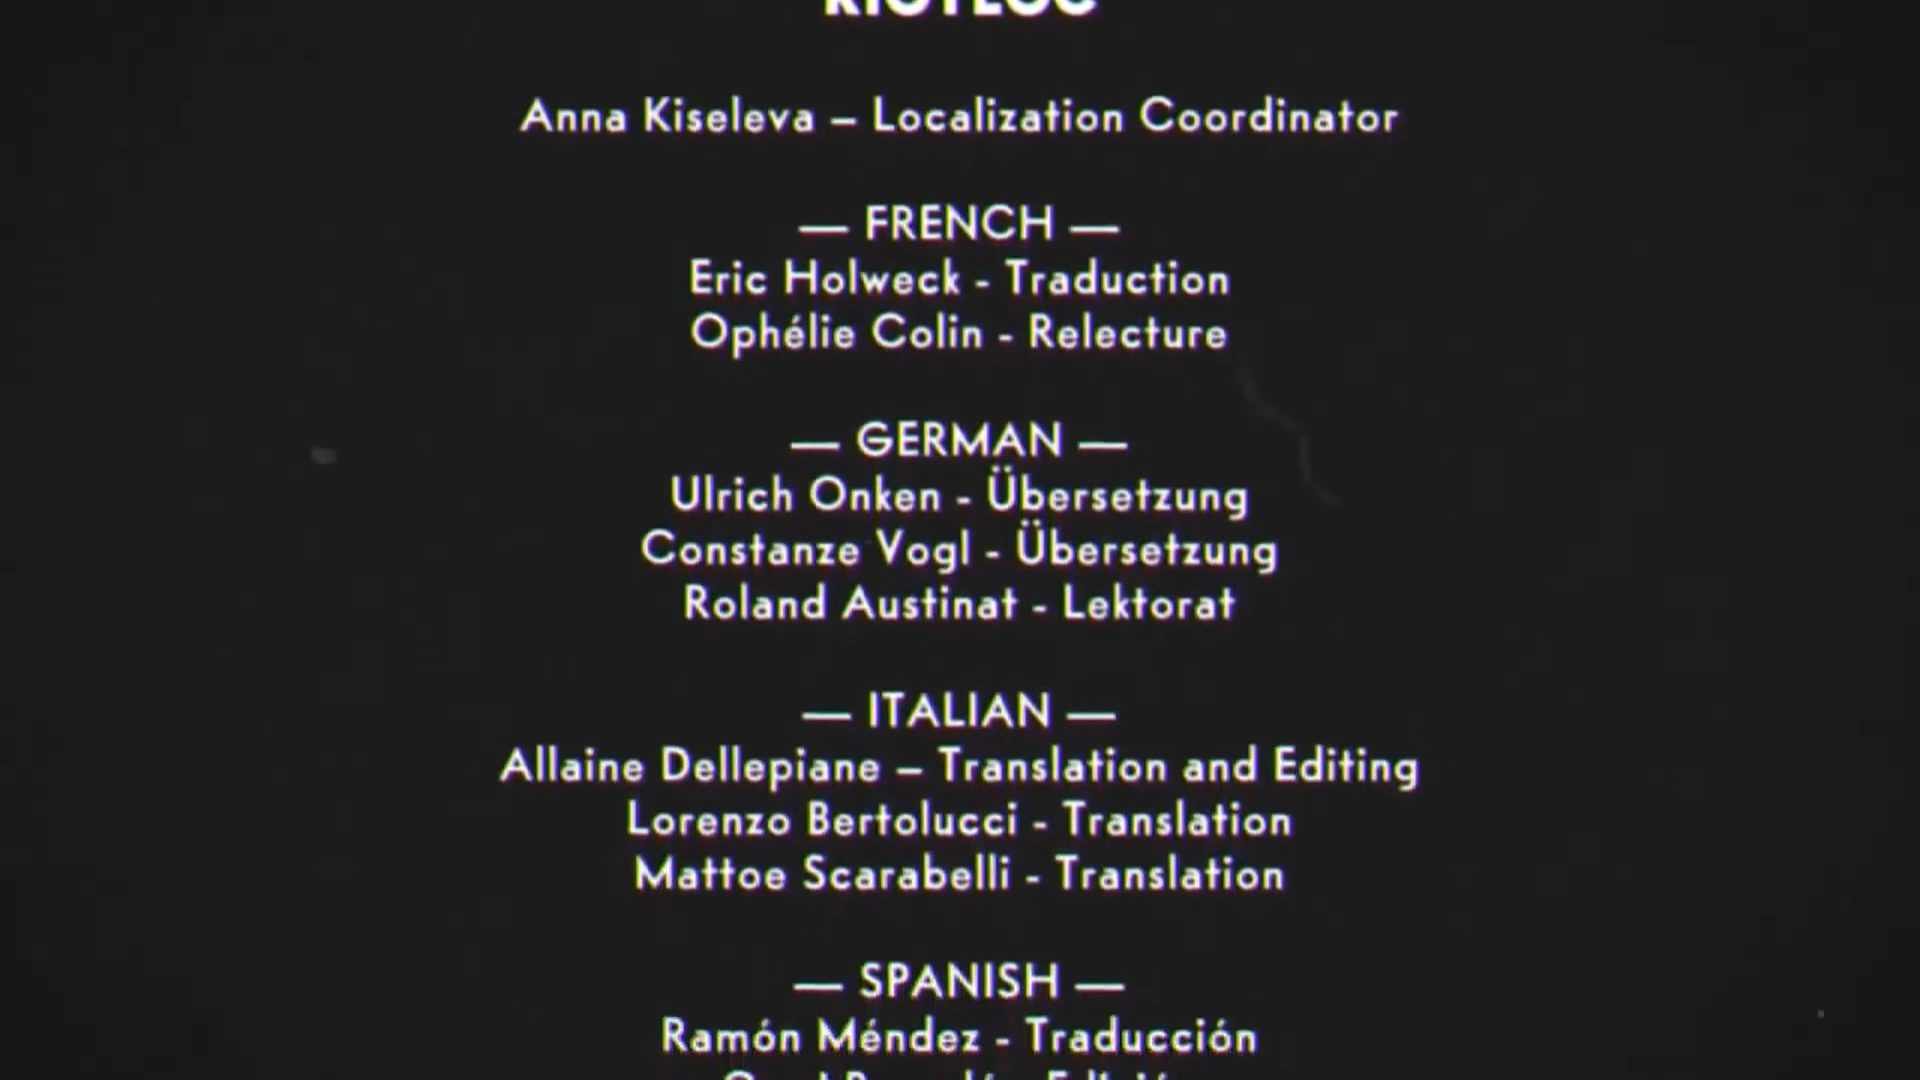 RIOTLOC
Anna Kiseleva – Localization Coordinator
— FRENCH —
Eric Holweck - Traduction
Ophélie Colin - Relecture
— GERMAN —
Ulrich Onken - Übersetzung
Constanze Vogl - Übersetzung
Roland Austinat - Lektorat
— ITALIAN —
Allaine Dellepiane – Translation and Editing
Lorenzo Bertolucci - Translation
Mattoe Scarabelli - Translation
— SPANISH —
Ramón Méndez - Traducción